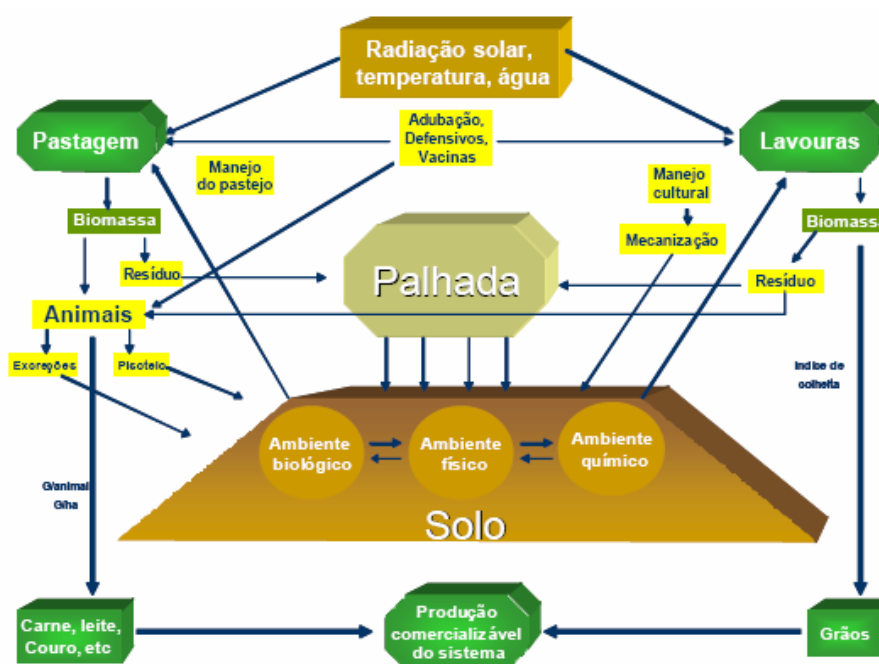 Radiação solar,
temperatura, água
Pastagem
Adubação,
Defensivos,
Vacinas
Lavouras
Manejo
do pastejo
Manejo
cultural
Biomassa
Biomassa
Mecanização
Resíduo
Palhada
Resíduo
Animais
Excreções
Pisoteio
Indice de
colheita
Ambiente
biológico
Ambiente
físico
Ambiente
químico
G/animal
G/ha
Solo
Carne, leite,
Couro, etc
Produção
comercializável
do sistema
Grãos